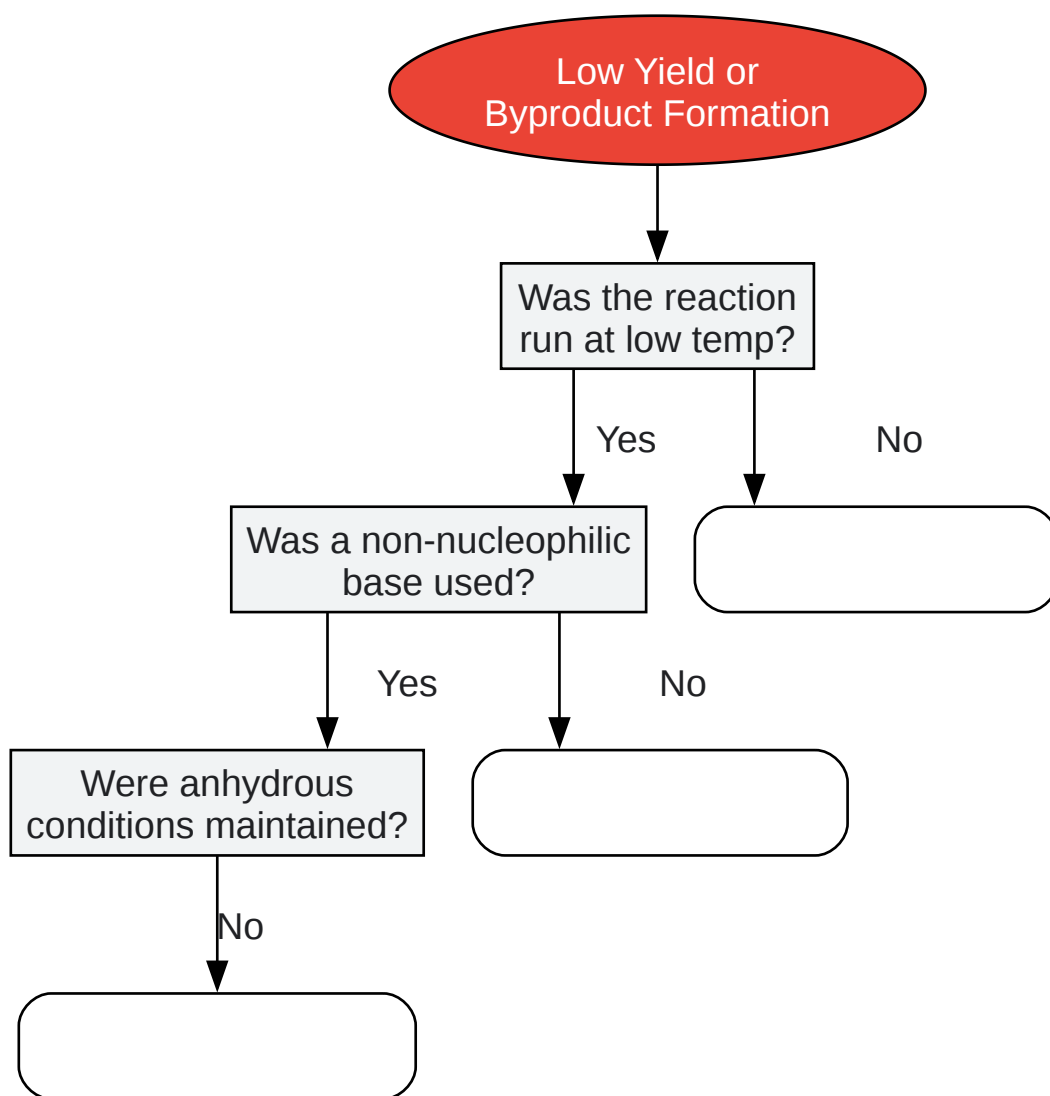 Low Yield or
Byproduct Formation
Was the reaction
run at low temp?
Yes
No
Was a non-nucleophilic
base used?
Yes
No
Were anhydrous
conditions maintained?
No